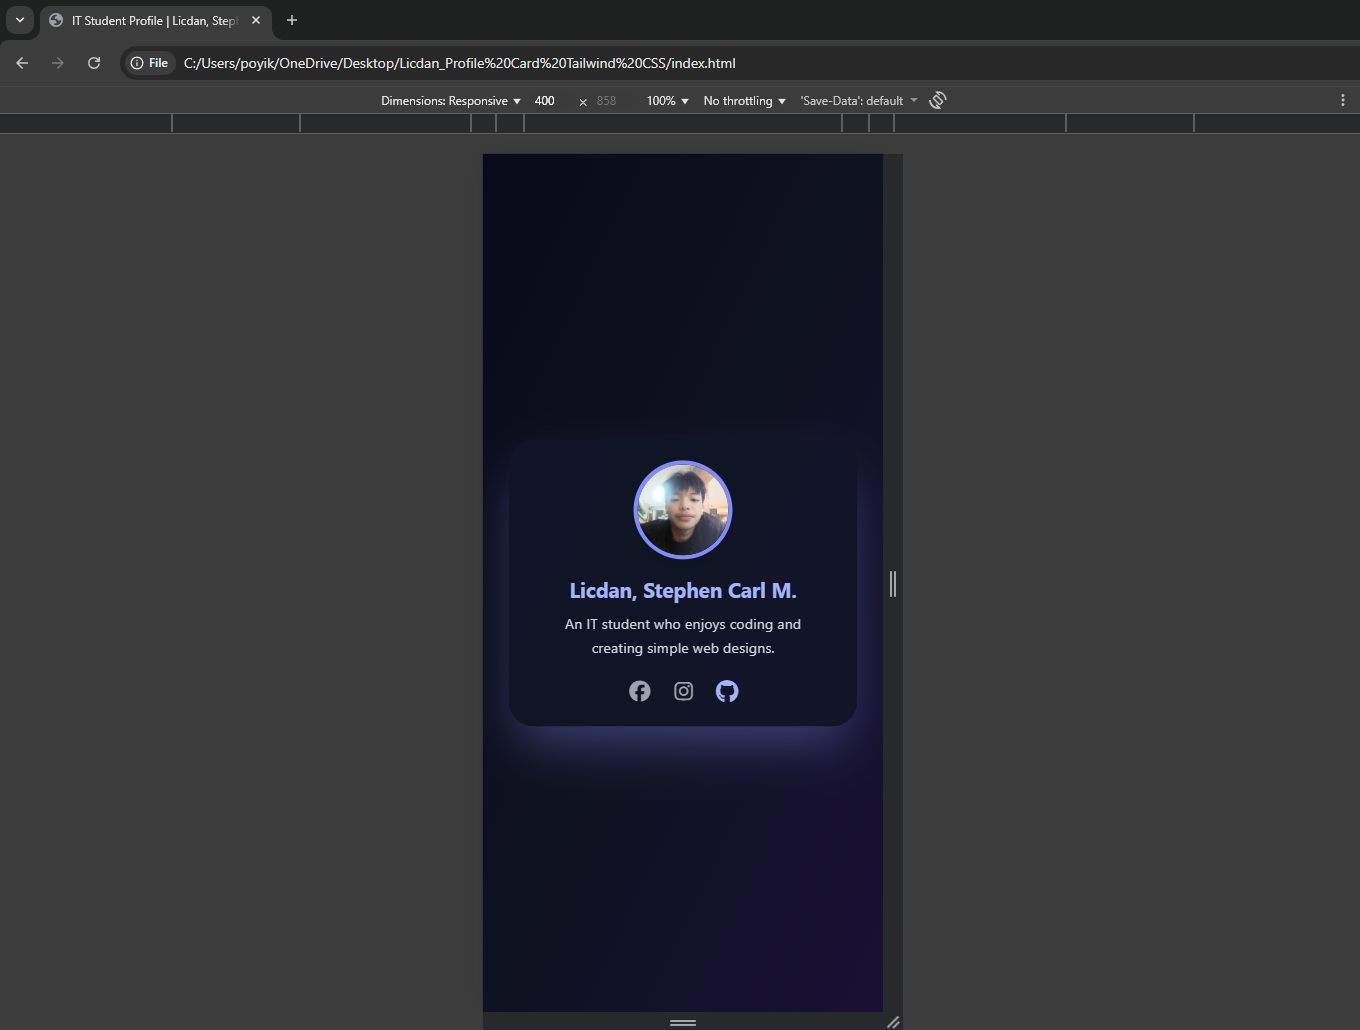 IT Student Profile | Licdan, Step
File C:/Users/poyik/OneDrive/Desktop/Licdan_Profile%20Card%20Tailwind%20CSS/index.html
Dimensions: Responsive 400 × 858 100% No throttling 'Save-Data': default
Licdan, Stephen Carl M.
An IT student who enjoys coding and
creating simple web designs.